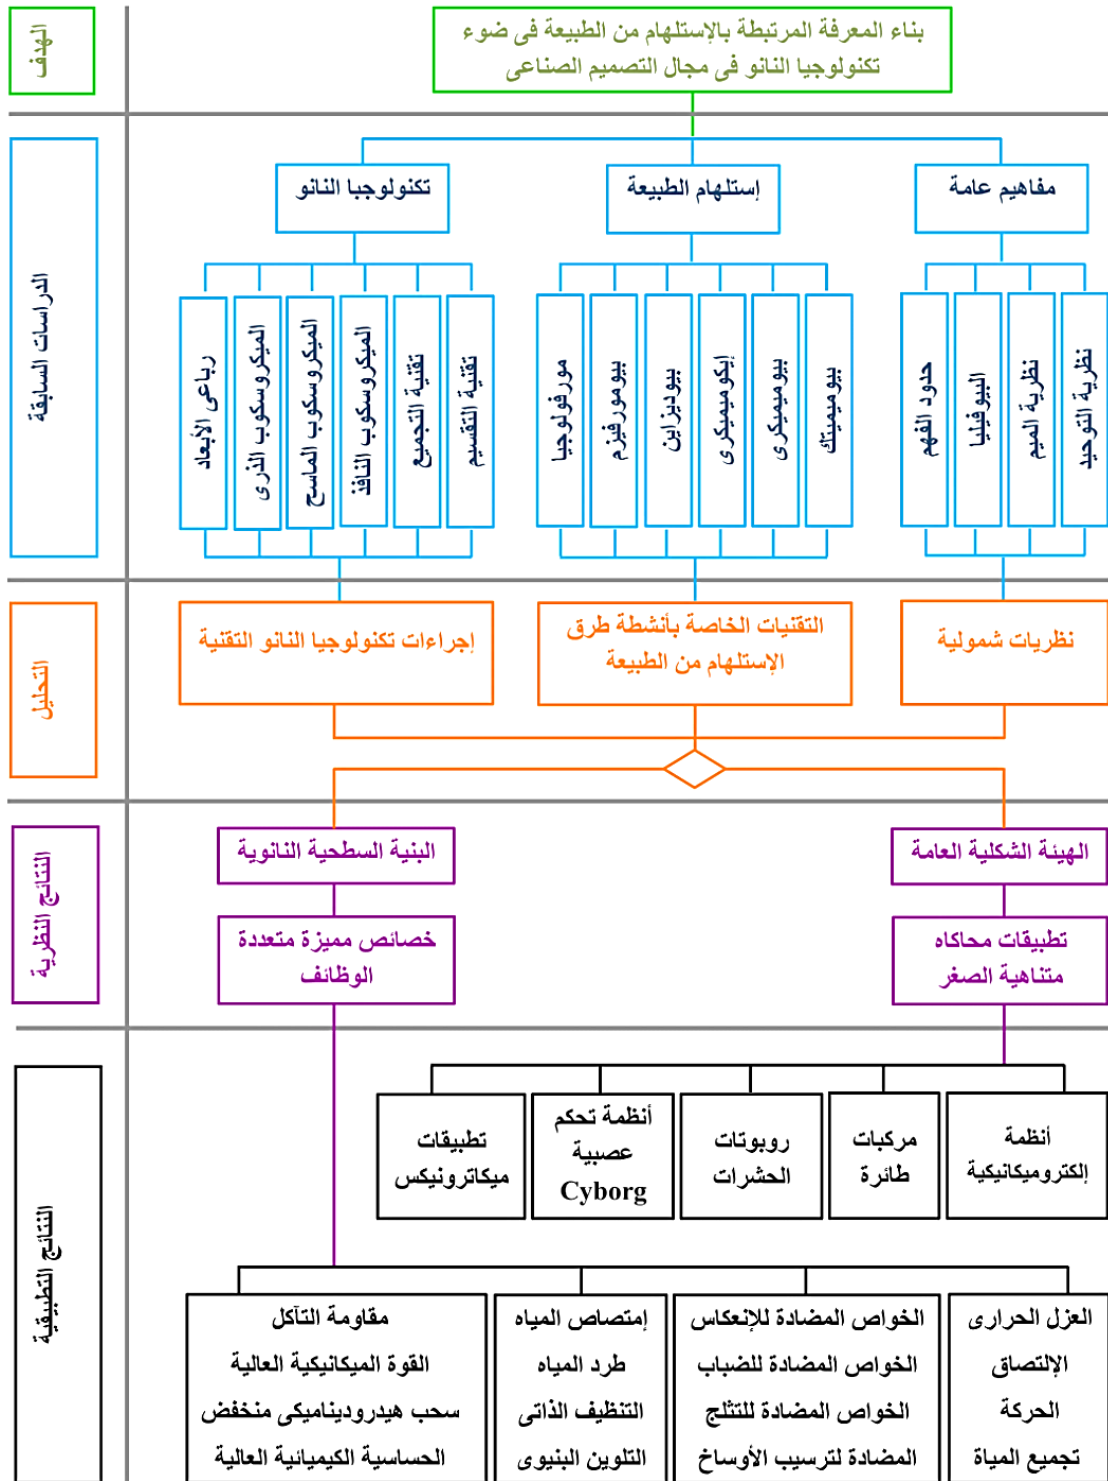 الهدف
بناء المعرفة المرتبطة بالإستلهام من الطبيعة فى ضوء
تكنولوجيا النانو فى مجال التصميم الصناعى
الدراسات السابقة
مفاهيم عامة
إستلهام الطبيعة
تكنولوجيا النانو
نظرية التوحيد
نظرية الميم
البيوفيليا
حدود الفهم
بيوميميتك
بيوميميكرى
إيكوميميكرى
بيوديزاين
بيومورفيزم
مورفولوجيا
تقنية التقسيم
تقنية التجميع
الميكروسكوب النافذ
الميكروسكوب الماسح
الميكروسكوب الذرى
رباعى الأبعاد
التحليل
نظريات شمولية
التقنيات الخاصة بأنشطة طرق
الإستلهام من الطبيعة
إجراءات تكنولوجيا النانو التقنية
النتائج النظرية
الهيئة الشكلية العامة
البنية السطحية النانوية
تطبيقات محاكاه
متناهية الصغر
خصائص مميزة متعددة
الوظائف
النتائج التطبيقية
أنظمة
إلكتروميكانيكية
مركبات
طائرة
روبوتات
الحشرات
أنظمة تحكم
عصبية
Cyborg
تطبيقات
ميكاترونيكس
العزل الحرارى
الإلتصاق
الحركة
تجميع المياة
الخواص المضادة للإنعكاس
الخواص المضادة للضباب
الخواص المضادة للتثلج
المضادة لترسيب الأوساخ
إمتصاص المياه
طرد المياه
التنظيف الذاتى
التلوين البنيوى
مقاومة التآكل
القوة الميكانيكية العالية
سحب هيدروديناميكى منخفض
الحساسية الكيميائية العالية